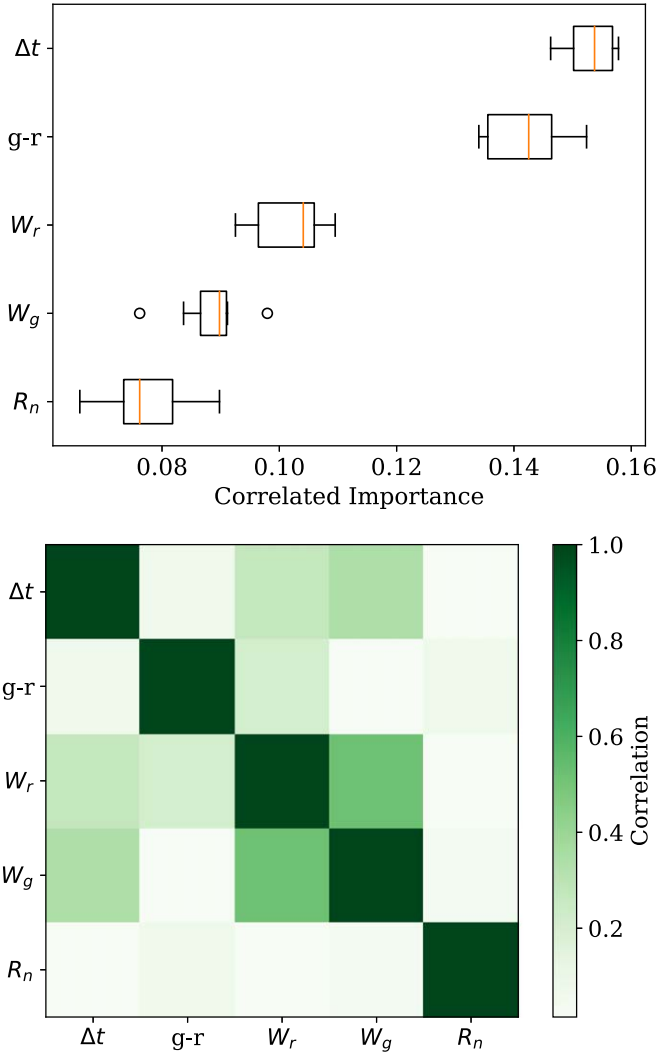 Δt
g-r
W_r
W_g
R_n
0.08 0.10 0.12 0.14 0.16
Correlated Importance
Δt
g-r
W_r
W_g
R_n
Δt g-r W_r W_g R_n
1.0
0.8
0.6
0.4
0.2
Correlation